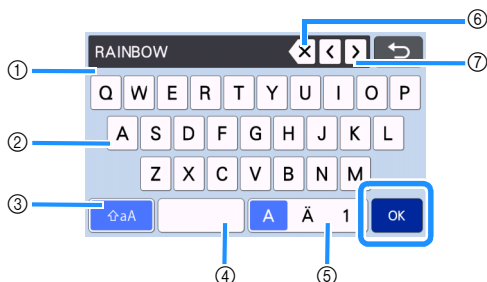 ⑥
RAINBOW
①
⑦
Q W E R T Y U I O P
②
A S D F G H J K L
Z X C V B N M
③
aA
A Ä 1
OK
④
⑤